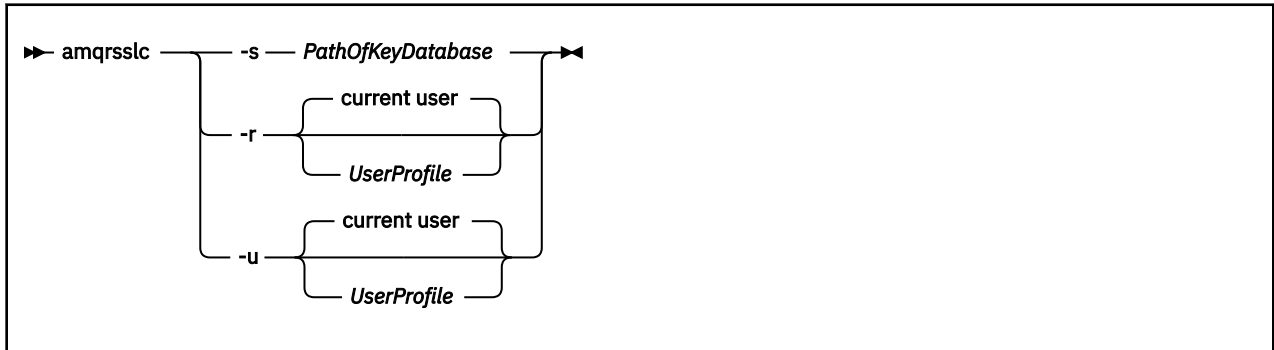 amqrsslc -s PathOfKeyDatabase
current user
-r
UserProfile
current user
-u
UserProfile